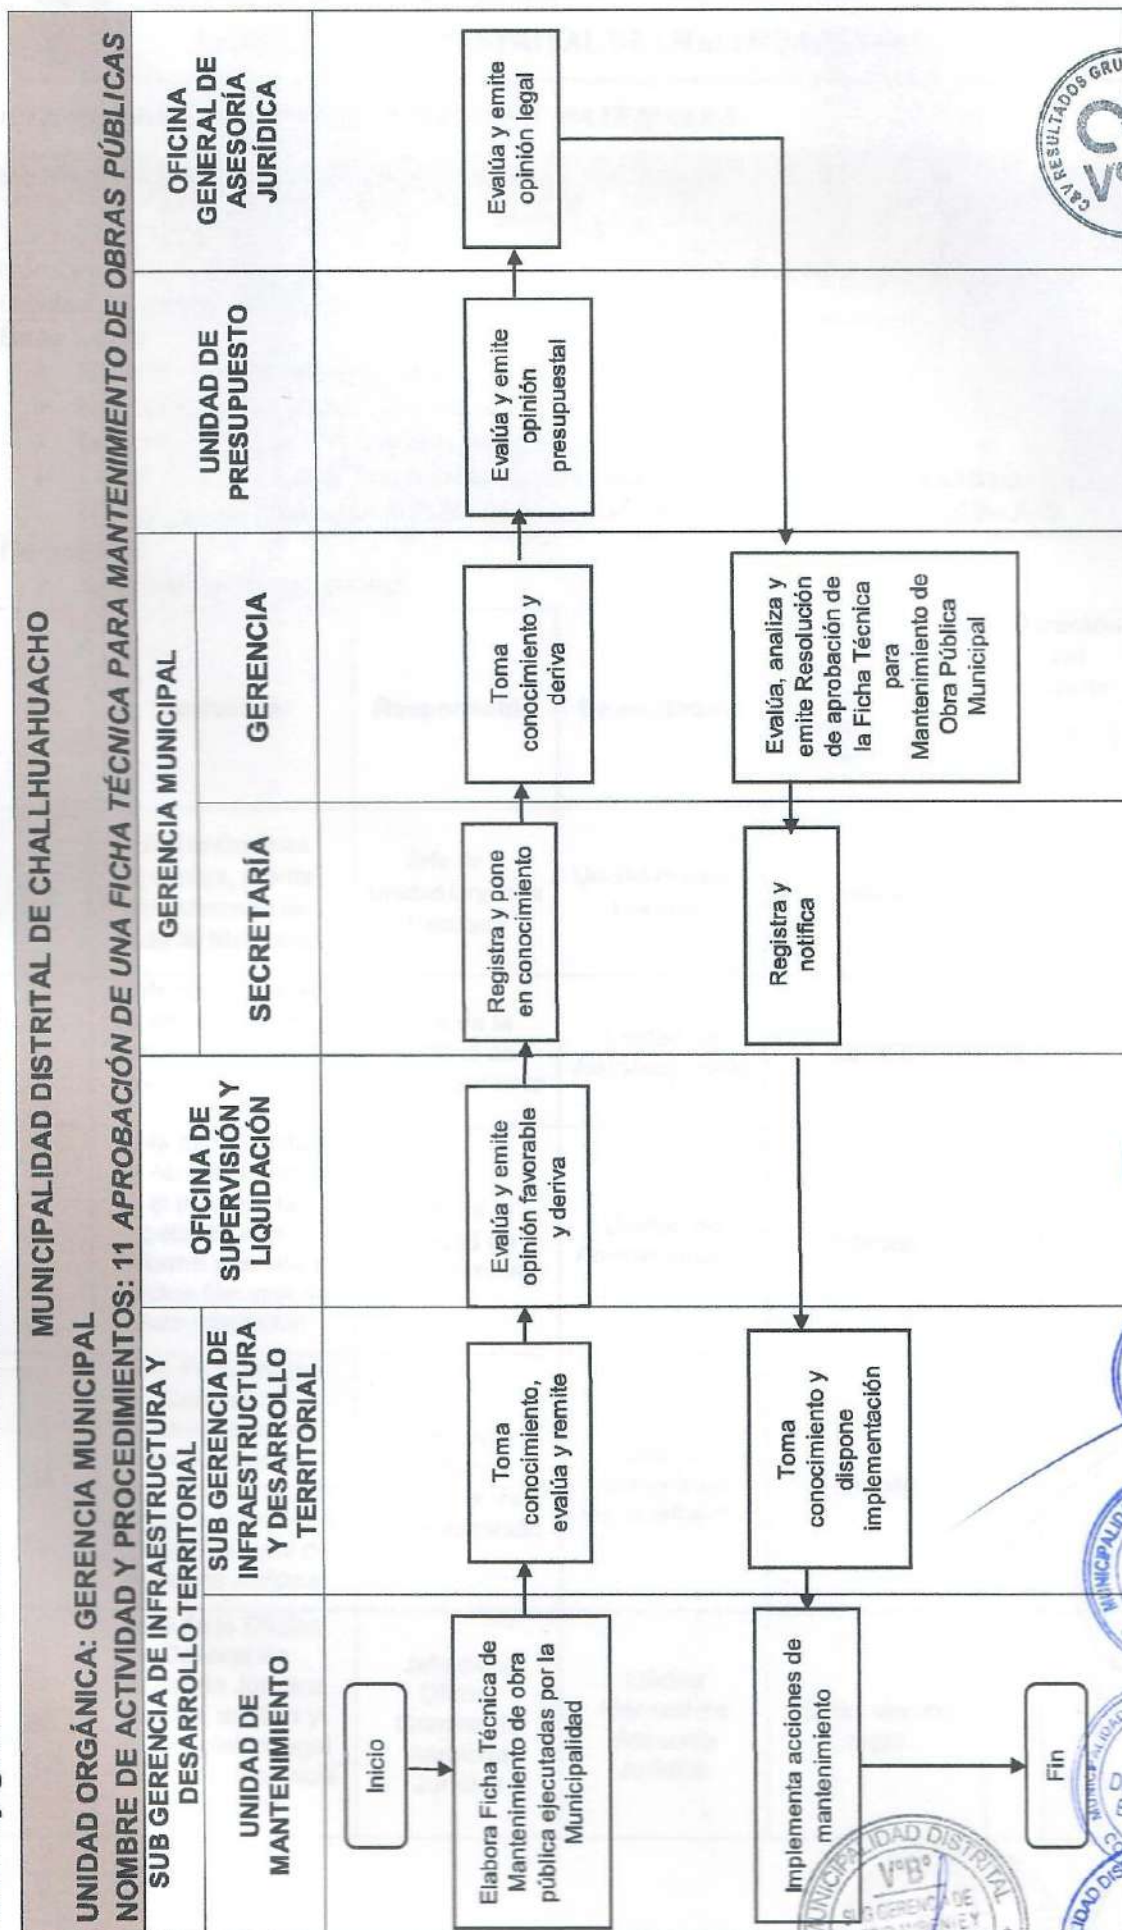 MUNICIPALIDAD DISTRITAL DE CHALLHUAHUACHO
UNIDAD ORGÁNICA: GERENCIA MUNICIPAL
NOMBRE DE ACTIVIDAD Y PROCEDIMIENTOS: 11 APROBACIÓN DE UNA FICHA TÉCNICA PARA MANTENIMIENTO DE OBRAS PÚBLICAS
SUB GERENCIA DE INFRAESTRUCTURA Y
DESARROLLO TERRITORIAL
UNIDAD DE
MANTENIMIENTO
SUB GERENCIA DE
INFRAESTRUCTURA
Y DESARROLLO
TERRITORIAL
OFICINA DE
SUPERVISIÓN Y
LIQUIDACIÓN
GERENCIA MUNICIPAL
SECRETARÍA
GERENCIA
UNIDAD DE
PRESUPUESTO
OFICINA
GENERAL DE
ASESORÍA
JURÍDICA
Inicio
Elabora Ficha Técnica de
Mantenimiento de obra
pública ejecutadas por la
Municipalidad
Toma
conocimiento,
evalúa y remite
Evalúa y emite
opinión favorable
y deriva
Registra y pone
en conocimiento
Toma
conocimiento y
deriva
Evalúa y emite
opinión
presupuestal
Evalúa y emite
opinión legal
Evalúa, analiza y
emite Resolución
de aprobación de
la Ficha Técnica
para
Mantenimiento de
Obra Pública
Municipal
Registra y
notifica
Toma
conocimiento y
dispone
implementación
Implementa acciones de
mantenimiento
Fin
C&V RESULTADOS
MUNICIPALIDAD DISTRITAL
V°B°
SUB GERENCIA DE